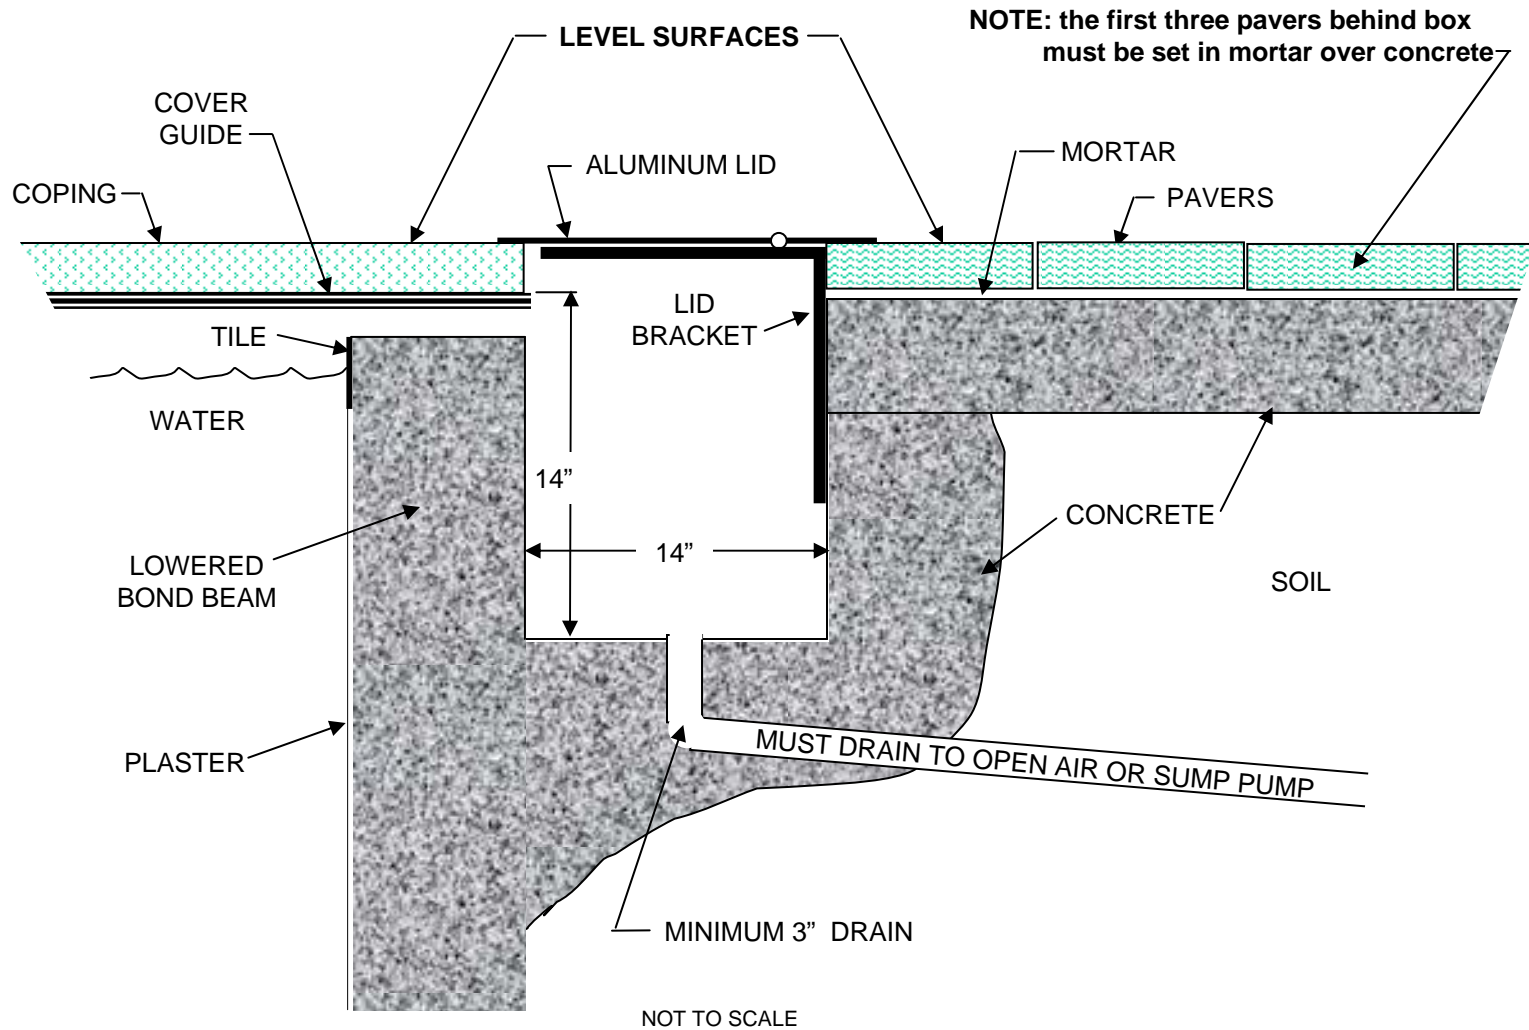 NOTE: the first three pavers behind box
must be set in mortar over concrete
LEVEL SURFACES
COVER
GUIDE
ALUMINUM LID
MORTAR
COPING
PAVERS
LID
BRACKET
TILE
WATER
14”
CONCRETE
14”
LOWERED
BOND BEAM
SOIL
PLASTER
MUST DRAIN TO OPEN AIR OR SUMP PUMP
MINIMUM 3” DRAIN
NOT TO SCALE